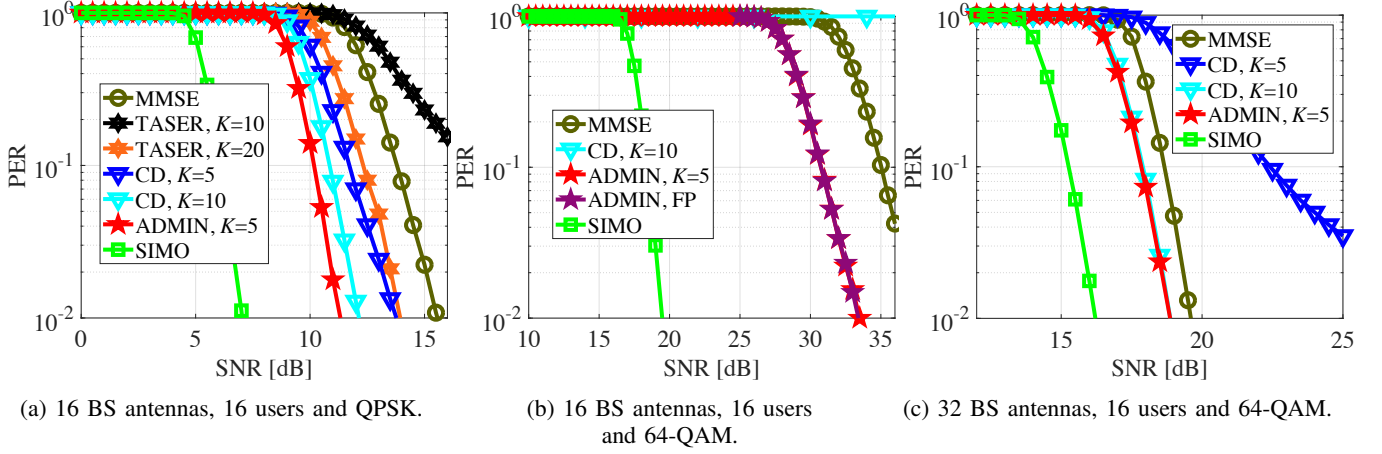 PER
10^0
10^-1
10^-2
MMSE
TASER, K=10
TASER, K=20
CD, K=5
CD, K=10
ADMIN, K=5
SIMO
0 5 10 15
SNR [dB]
(a) 16 BS antennas, 16 users and QPSK.
PER
10^0
10^-1
10^-2
MMSE
CD, K=10
ADMIN, K=5
ADMIN, FP
SIMO
10 15 20 25 30 35
SNR [dB]
(b) 16 BS antennas, 16 users
and 64-QAM.
PER
10^0
10^-1
10^-2
MMSE
CD, K=5
CD, K=10
ADMIN, K=5
SIMO
15 20 25
SNR [dB]
(c) 32 BS antennas, 16 users and 64-QAM.